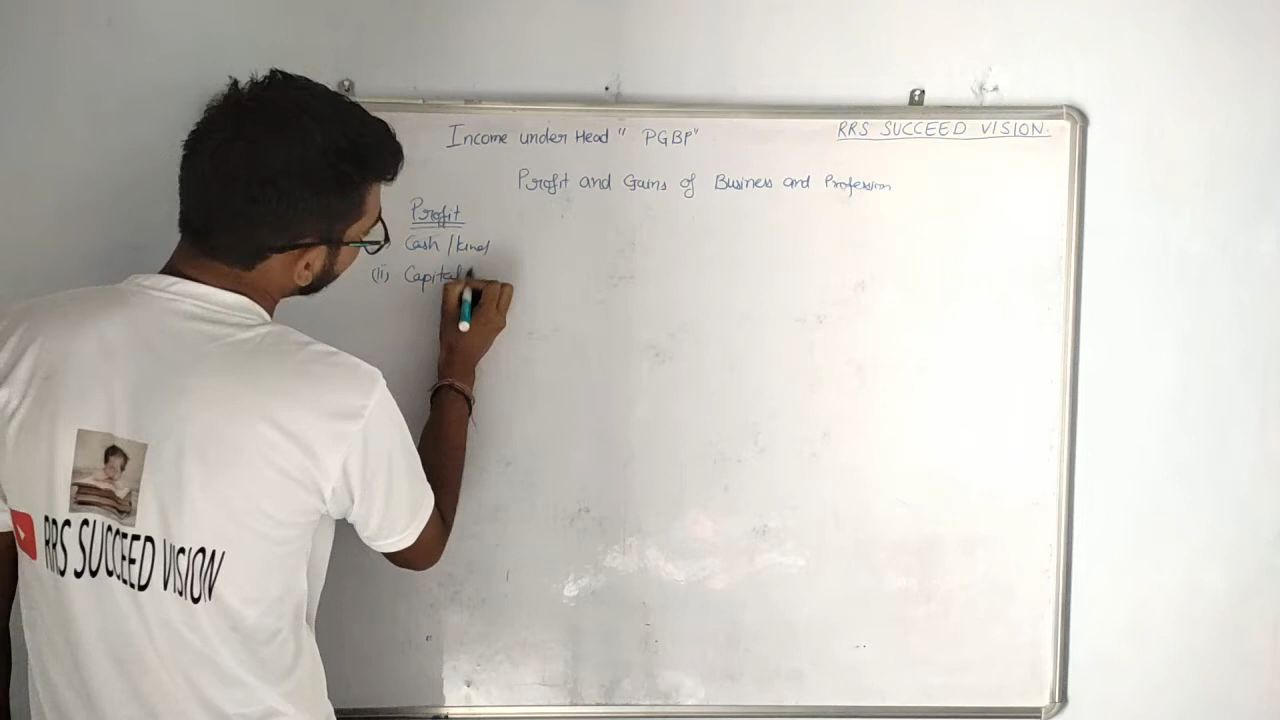 Income under Head " PGBP"
RRS SUCCEED VISION.
Profit and Gains of Business and Profession
Profit
Cash / kind
(ii) Capital
RRS SUCCEED VISION